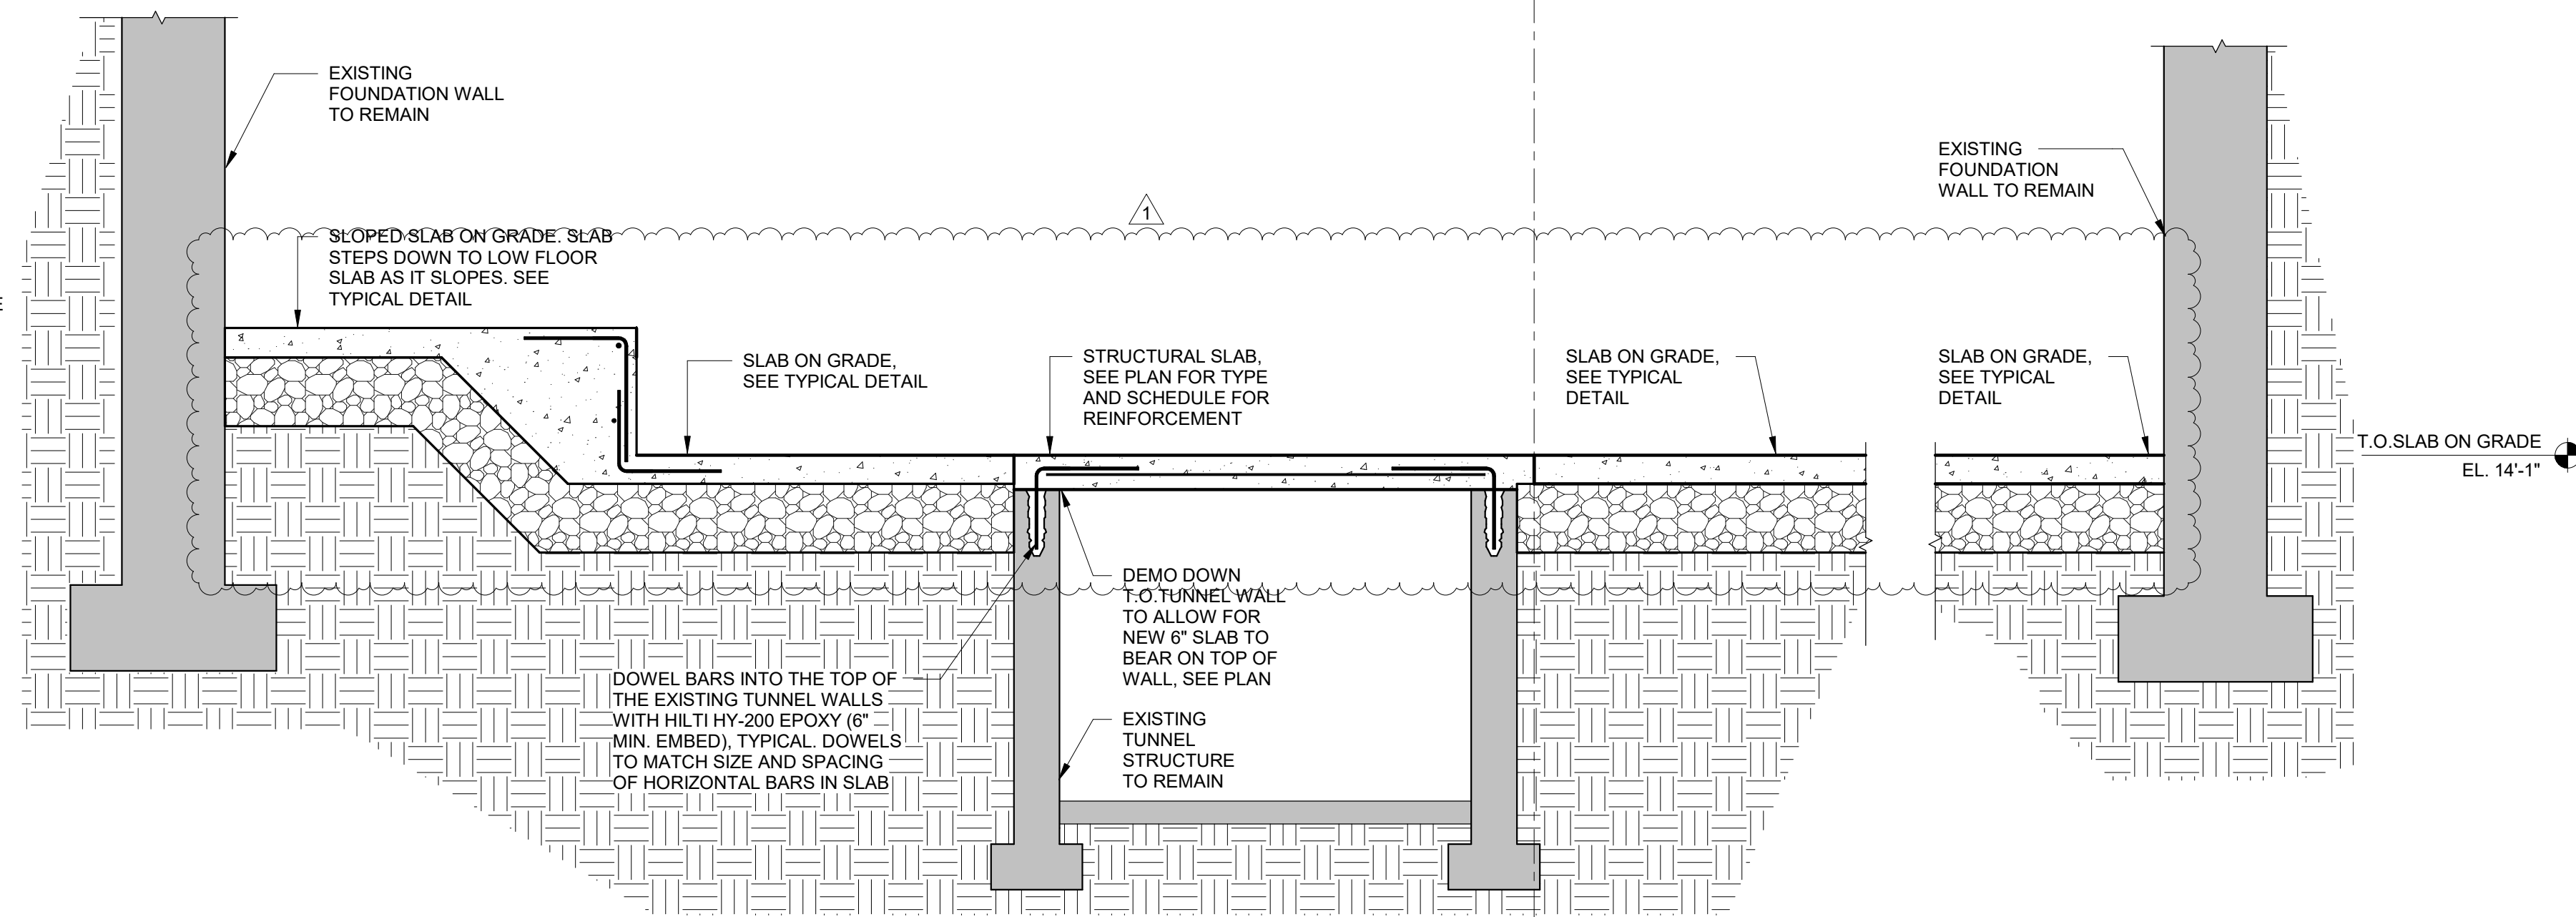 EXISTING
FOUNDATION WALL
TO REMAIN
EXISTING
FOUNDATION
WALL TO REMAIN
1
SLOPED SLAB ON GRADE. SLAB
STEPS DOWN TO LOW FLOOR
SLAB AS IT SLOPES. SEE
TYPICAL DETAIL
E
SLAB ON GRADE,
SEE TYPICAL DETAIL
STRUCTURAL SLAB,
SEE PLAN FOR TYPE
AND SCHEDULE FOR
REINFORCEMENT
SLAB ON GRADE,
SEE TYPICAL
DETAIL
SLAB ON GRADE,
SEE TYPICAL
DETAIL
T.O.SLAB ON GRADE
EL. 14'-1"
DEMO DOWN
T.O.TUNNEL WALL
TO ALLOW FOR
NEW 6" SLAB TO
BEAR ON TOP OF
WALL, SEE PLAN
DOWEL BARS INTO THE TOP OF
THE EXISTING TUNNEL WALLS
WITH HILTI HY-200 EPOXY (6"
MIN. EMBED), TYPICAL. DOWELS
TO MATCH SIZE AND SPACING
OF HORIZONTAL BARS IN SLAB
EXISTING
TUNNEL
STRUCTURE
TO REMAIN